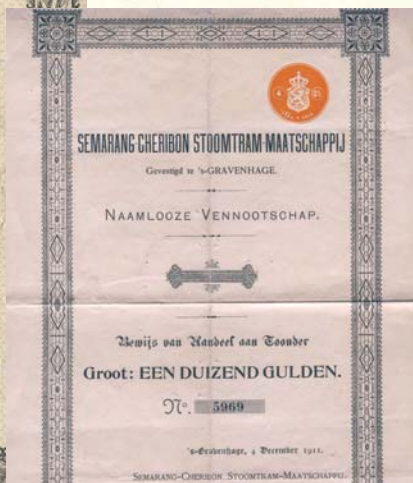 SEMARANG-CHERIBON STOOMTRAM-MAATSCHAPPIJ
Gevestigd te 's-GRAVENHAGE.
NAAMLOOZE VENNOOTSCHAP.
Bewijs van Aandeel aan Toonder
Groot: EEN DUIZEND GULDEN.
No. 5969
's-Gravenhage, 4 December 1911.
SEMARANG-CHERIBON STOOMTRAM-MAATSCHAPPIJ.